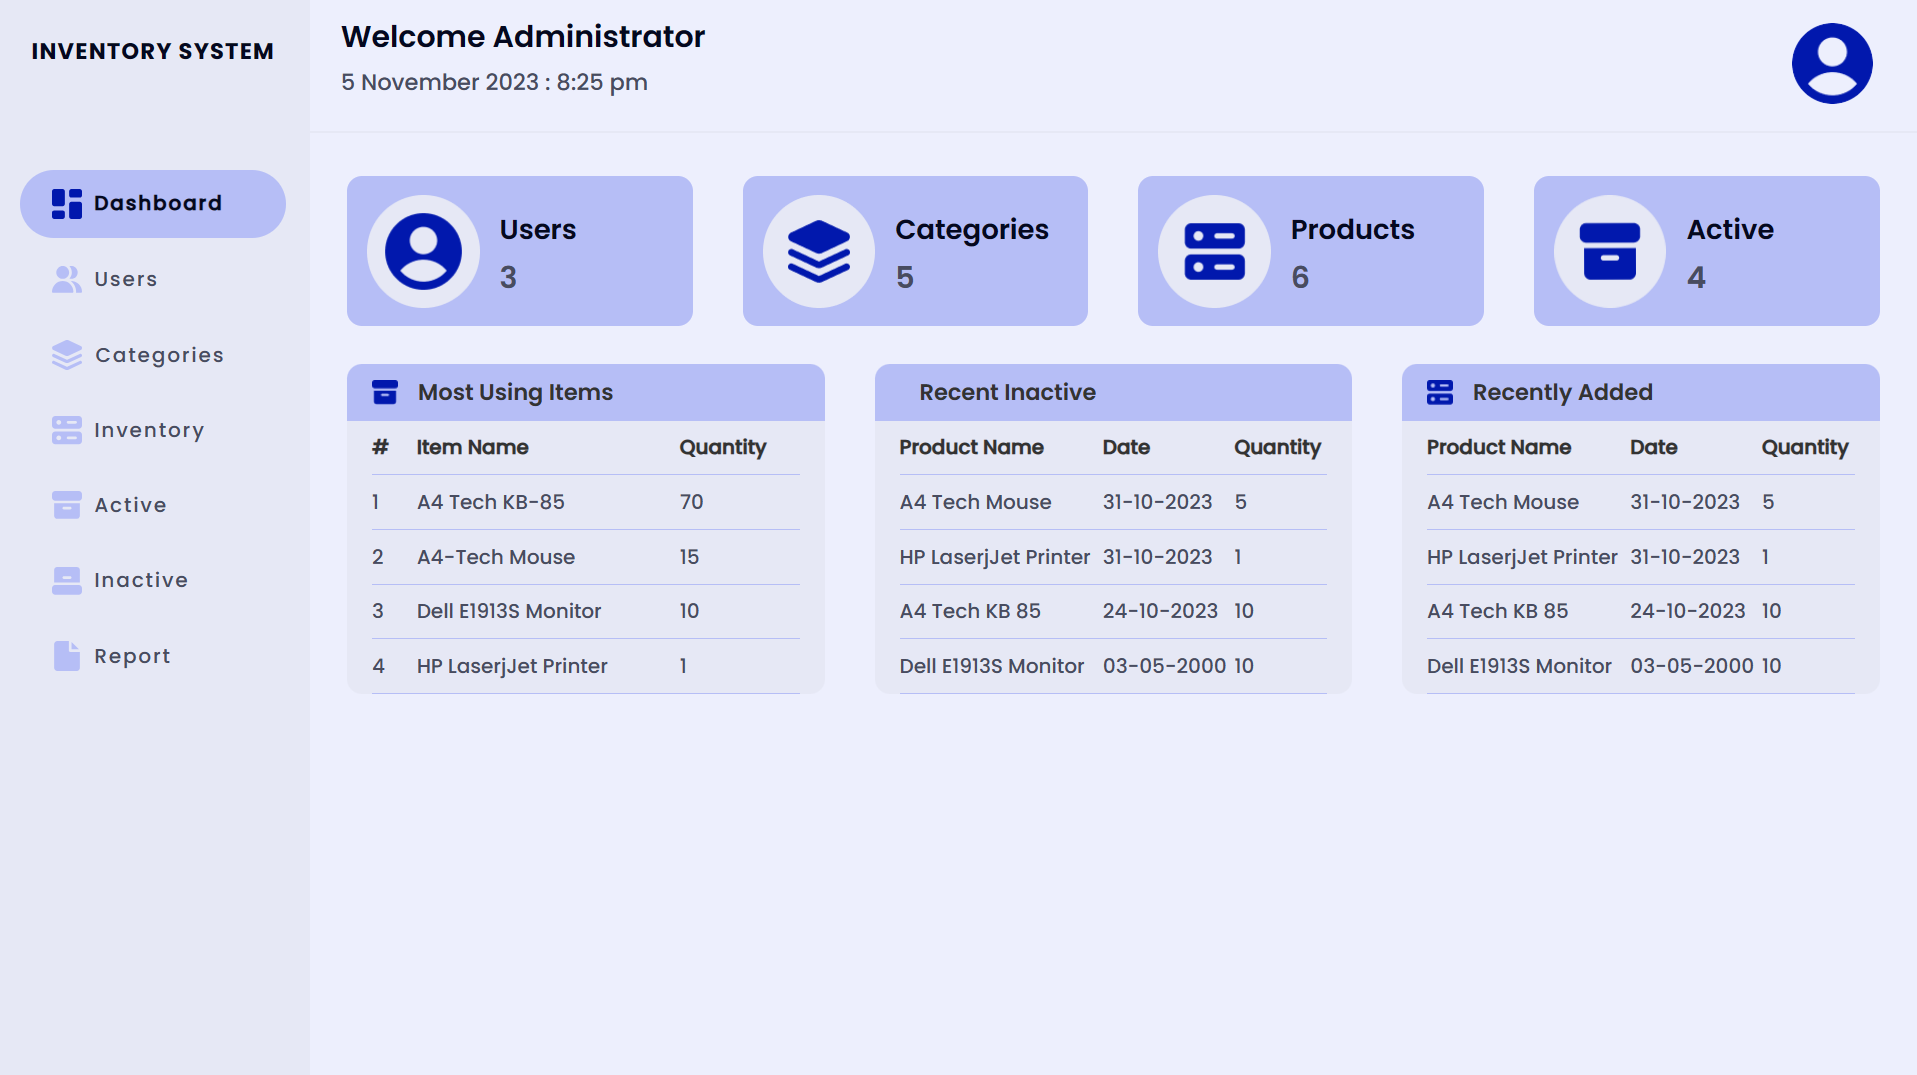 INVENTORY SYSTEM
Dashboard
Users
Categories
Inventory
Active
Inactive
Report
Welcome Administrator
5 November 2023 : 8:25 pm
Users
3
Categories
5
Products
6
Active
4
Most Using Items
# Item Name Quantity
1 A4 Tech KB-85 70
2 A4-Tech Mouse 15
3 Dell E1913S Monitor 10
4 HP LaserjJet Printer 1
Recent Inactive
Product Name Date Quantity
A4 Tech Mouse 31-10-2023 5
HP LaserjJet Printer 31-10-2023 1
A4 Tech KB 85 24-10-2023 10
Dell E1913S Monitor 03-05-2000 10
Recently Added
Product Name Date Quantity
A4 Tech Mouse 31-10-2023 5
HP LaserjJet Printer 31-10-2023 1
A4 Tech KB 85 24-10-2023 10
Dell E1913S Monitor 03-05-2000 10